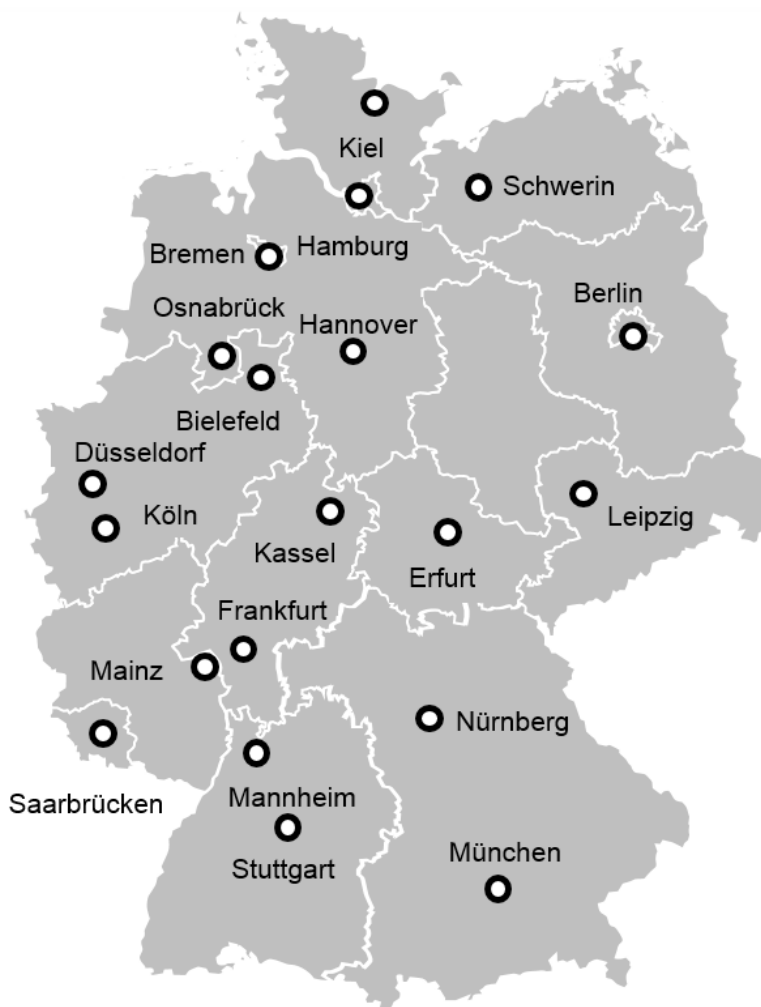 Kiel
Schwerin
Hamburg
Bremen
Berlin
Osnabrück
Hannover
Bielefeld
Düsseldorf
Köln
Leipzig
Kassel
Erfurt
Frankfurt
Mainz
Nürnberg
Mannheim
Saarbrücken
München
Stuttgart